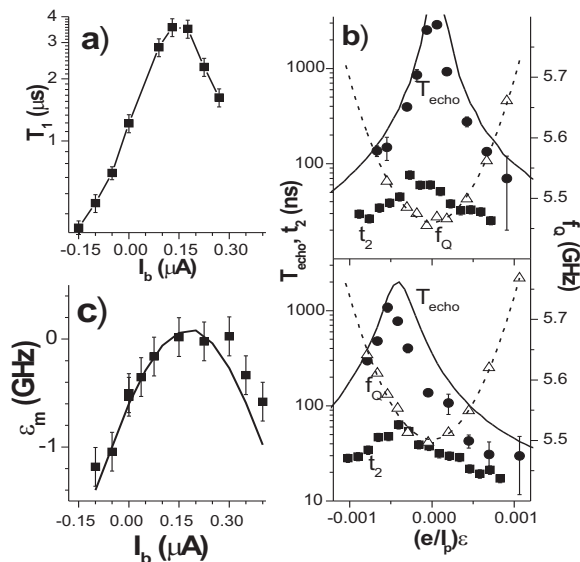 a)
T1 (μs)
4
3
2
1
-0.15 0.00 0.15 0.30
Ib (μA)
c)
εm (GHz)
0
-1
-0.15 0.00 0.15 0.30
Ib (μA)
b)
Techo, t2 (ns)
fQ (GHz)
1000
100
5.7
5.6
5.5
Techo
t2
fQ
1000
100
10
5.7
5.6
5.5
Techo
fQ
t2
-0.001 0.000 0.001
(e/Ip)ε